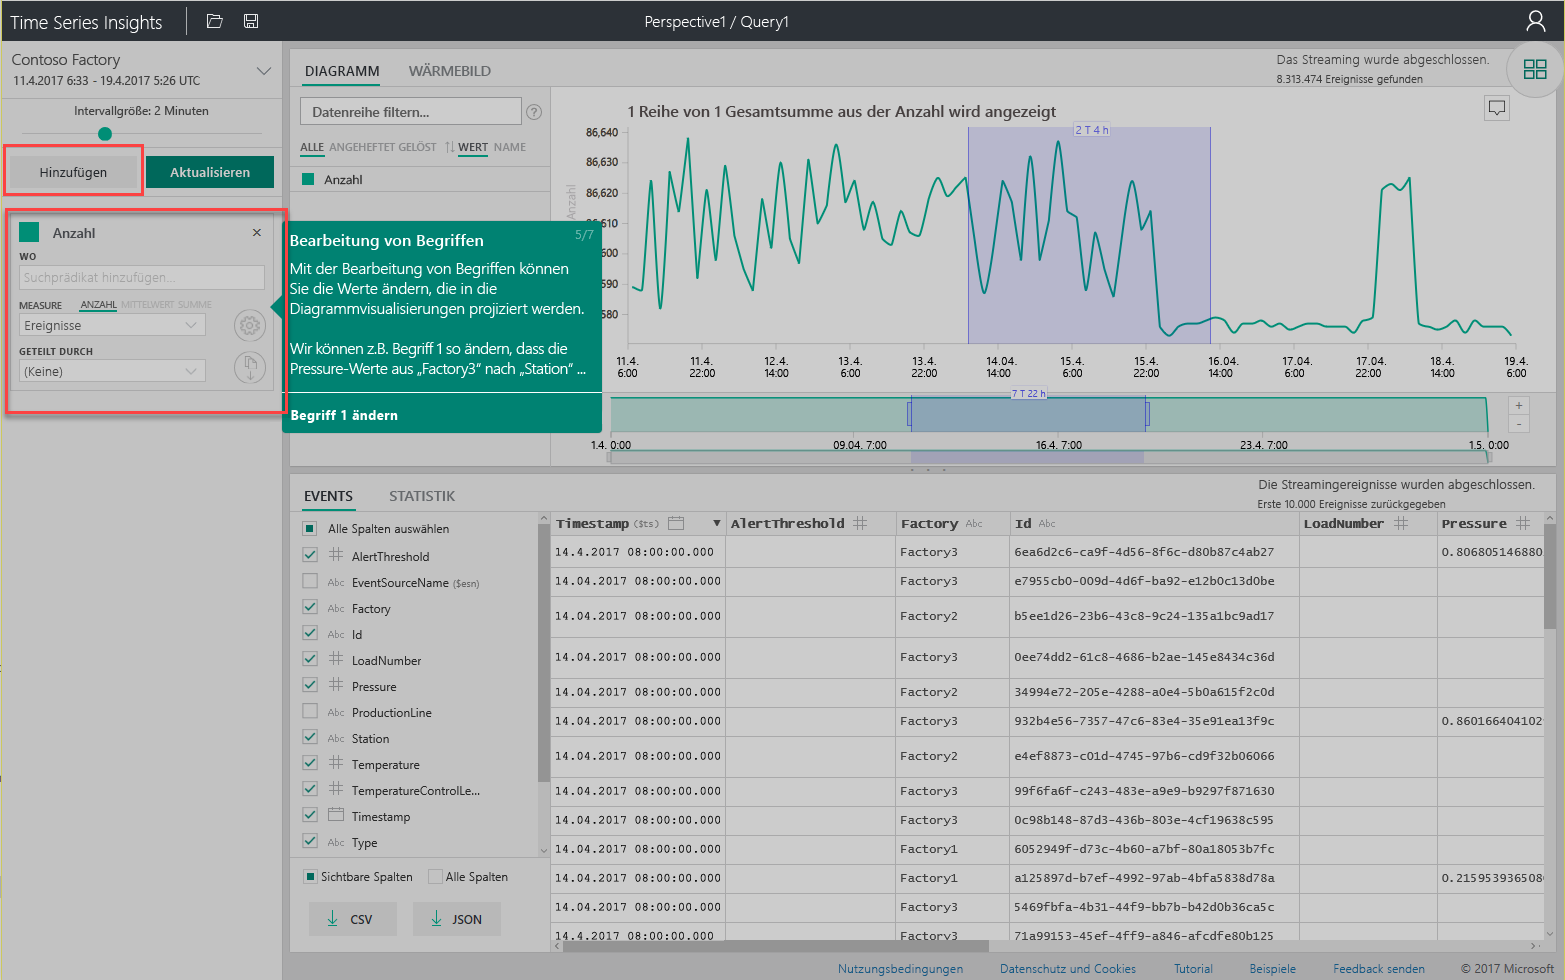 Time Series Insights
Perspective1 / Query1
Contoso Factory
11.4.2017 6:33 - 19.4.2017 5:26 UTC
Intervallgröße: 2 Minuten
Hinzufügen
Aktualisieren
Anzahl
WO
Suchprädikat hinzufügen...
MEASURE ANZAHL MITTELWERT SUMME
Ereignisse
GETEILT DURCH
(Keine)
Bearbeitung von Begriffen 5/7
Mit der Bearbeitung von Begriffen können
Sie die Werte ändern, die in die
Diagrammvisualisierungen projiziert werden.
Wir können z.B. Begriff 1 so ändern, dass die
Pressure-Werte aus „Factory3“ nach „Station“ ...
Begriff 1 ändern
DIAGRAMM WÄRMEBILD
Das Streaming wurde abgeschlossen.
8.313.474 Ereignisse gefunden
Datenreihe filtern... ?
ALLE ANGEHEFTET GELÖST WERT NAME
Anzahl
1 Reihe von 1 Gesamtsumme aus der Anzahl wird angezeigt
2 T 4 h
Anzahl
86,640
86,630
86,620
610
600
590
580
11.4. 11.4. 12.4. 13.4. 13.4. 14.04. 15.4. 15.4. 16.04. 17.04. 17.04. 18.4. 19.4.
6:00 22:00 14:00 6:00 22:00 14:00 6:00 22:00 14:00 6:00 22:00 14:00 6:00
7 T 22 h
+
-
1.4. 0:00 09.04. 7:00 16.4. 7:00 23.4. 7:00 1.5. 0:00
EVENTS STATISTIK
Die Streamingereignisse wurden abgeschlossen.
Erste 10.000 Ereignisse zurückgegeben
Alle Spalten auswählen
AlertThreshold
Abc EventSourceName ($esn)
Abc Factory
Abc Id
LoadNumber
Pressure
Abc ProductionLine
Abc Station
Temperature
TemperatureControlLe...
Timestamp
Abc Type
Sichtbare Spalten Alle Spalten
CSV JSON
Timestamp ($ts) AlertThreshold Factory Abc Id Abc LoadNumber Pressure
14.4.2017 08:00:00.000 Factory3 6ea6d2c6-ca9f-4d56-8f6c-d80b87c4ab27 0.806805146880
14.04.2017 08:00:00.000 Factory3 e7955cb0-009d-4d6f-ba92-e12b0c13d0be
14.04.2017 08:00:00.000 Factory2 b5ee1d26-23b6-43c8-9c24-135a1bc9ad17
14.04.2017 08:00:00.000 Factory3 0ee74dd2-61c8-4686-b2ae-145e8434c36d
14.04.2017 08:00:00.000 Factory2 34994e72-205e-4288-a0e4-5b0a615f2c0d
14.04.2017 08:00:00.000 Factory3 932b4e56-7357-47c6-83e4-35e91ea13f9c 0.860166404102
14.04.2017 08:00:00.000 Factory2 e4ef8873-c01d-4745-97b6-cd9f32b06066
14.04.2017 08:00:00.000 Factory3 99f6fa6f-c243-483e-a9e9-b9297f871630
14.04.2017 08:00:00.000 Factory3 0c98b148-87d3-436b-803e-4cf19638c595
14.04.2017 08:00:00.000 Factory1 6052949f-d73c-4b60-a7bf-80a18053b7fc
14.04.2017 08:00:00.000 Factory1 a125897d-b7ef-4992-97ab-4bfa5838d78a 0.215953936508
14.04.2017 08:00:00.000 Factory3 5469fbfa-4b31-44f9-bb7b-b42d0b36ca5c
14.04.2017 08:00:00.000 Factory3 71a99153-45ef-4ff9-a846-afcdfe80b125
Nutzungsbedingungen Datenschutz und Cookies Tutorial Beispiele Feedback senden © 2017 Microsoft